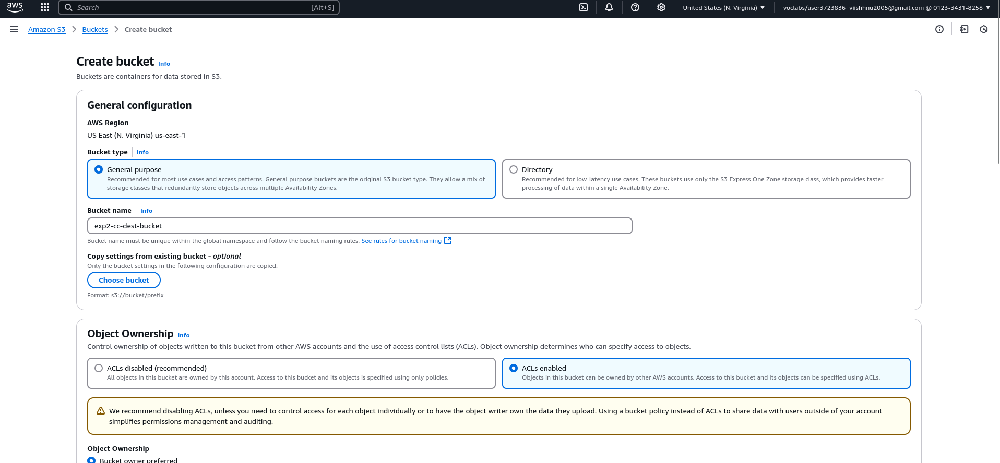 aws
Search
[Alt+S]
United States (N. Virginia)
voclabs/user3723836=viishhnu2005@gmail.com @ 0123-3431-8258
Amazon S3
Buckets
Create bucket
Create bucket Info
Buckets are containers for data stored in S3.
General configuration
AWS Region
US East (N. Virginia) us-east-1
Bucket type Info
General purpose
Recommended for most use cases and access patterns. General purpose buckets are the original S3 bucket type. They allow a mix of
storage classes that redundantly store objects across multiple Availability Zones.
Directory
Recommended for low-latency use cases. These buckets use only the S3 Express One Zone storage class, which provides faster
processing of data within a single Availability Zone.
Bucket name Info
exp2-cc-dest-bucket
Bucket name must be unique within the global namespace and follow the bucket naming rules. See rules for bucket naming
Copy settings from existing bucket - optional
Only the bucket settings in the following configuration are copied.
Choose bucket
Format: s3://bucket/prefix
Object Ownership Info
Control ownership of objects written to this bucket from other AWS accounts and the use of access control lists (ACLs). Object ownership determines who can specify access to objects.
ACLs disabled (recommended)
All objects in this bucket are owned by this account. Access to this bucket and its objects is specified using only policies.
ACLs enabled
Objects in this bucket can be owned by other AWS accounts. Access to this bucket and its objects can be specified using ACLs.
We recommend disabling ACLs, unless you need to control access for each object individually or to have the object writer own the data they upload. Using a bucket policy instead of ACLs to share data with users outside of your account
simplifies permissions management and auditing.
Object Ownership
Bucket owner preferred